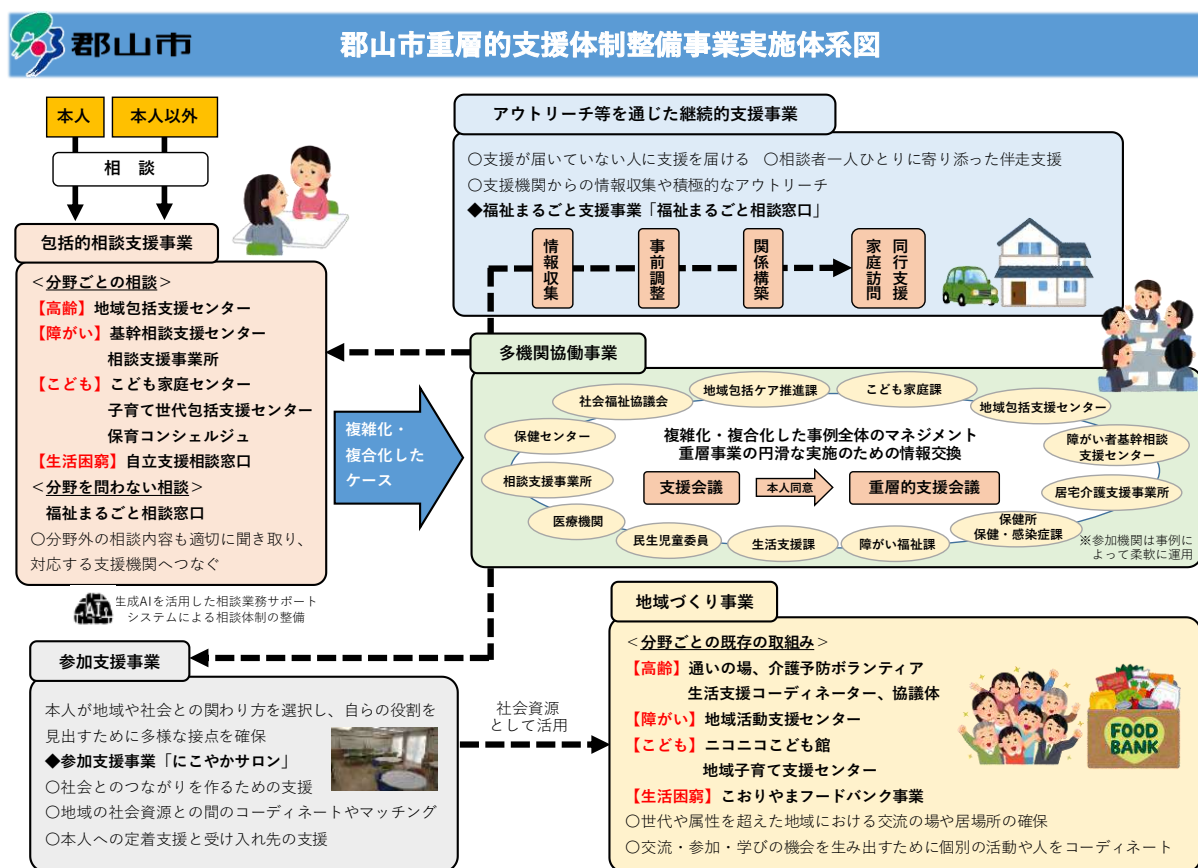 郡山市
郡山市重層的支援体制整備事業実施体系図
本人
本人以外
相 談
包括的相談支援事業
＜分野ごとの相談＞
【高齢】地域包括支援センター
【障がい】基幹相談支援センター
相談支援事業所
【こども】こども家庭センター
子育て世代包括支援センター
保育コンシェルジュ
【生活困窮】自立支援相談窓口
＜分野を問わない相談＞
福祉まるごと相談窓口
○分野外の相談内容も適切に聞き取り、
対応する支援機関へつなぐ
AI
生成AIを活用した相談業務サポート
システムによる相談体制の整備
アウトリーチ等を通じた継続的支援事業
○支援が届いていない人に支援を届ける ○相談者一人ひとりに寄り添った伴走支援
○支援機関からの情報収集や積極的なアウトリーチ
◆福祉まるごと支援事業「福祉まるごと相談窓口」
情報収集
事前調整
関係構築
同行支援
家庭訪問
複雑化・
複合化した
ケース
多機関協働事業
社会福祉協議会
地域包括ケア推進課
こども家庭課
地域包括支援センター
保健センター
障がい者基幹相談
支援センター
複雑化・複合化した事例全体のマネジメント
重層事業の円滑な実施のための情報交換
相談支援事業所
支援会議
本人同意
重層的支援会議
居宅介護支援事業所
医療機関
民生児童委員
生活支援課
障がい福祉課
保健所
保健・感染症課
※参加機関は事例に
よって柔軟に運用
参加支援事業
本人が地域や社会との関わり方を選択し、自らの役割を
見出すために多様な接点を確保
◆参加支援事業「にこやかサロン」
○社会とのつながりを作るための支援
○地域の社会資源との間のコーディネートやマッチング
○本人への定着支援と受け入れ先の支援
社会資源
として活用
地域づくり事業
＜分野ごとの既存の取組み＞
【高齢】通いの場、介護予防ボランティア
生活支援コーディネーター、協議体
【障がい】地域活動支援センター
【こども】ニコニコこども館
地域子育て支援センター
【生活困窮】こおりやまフードバンク事業
○世代や属性を超えた地域における交流の場や居場所の確保
○交流・参加・学びの機会を生み出すために個別の活動や人をコーディネート
FOOD
BANK